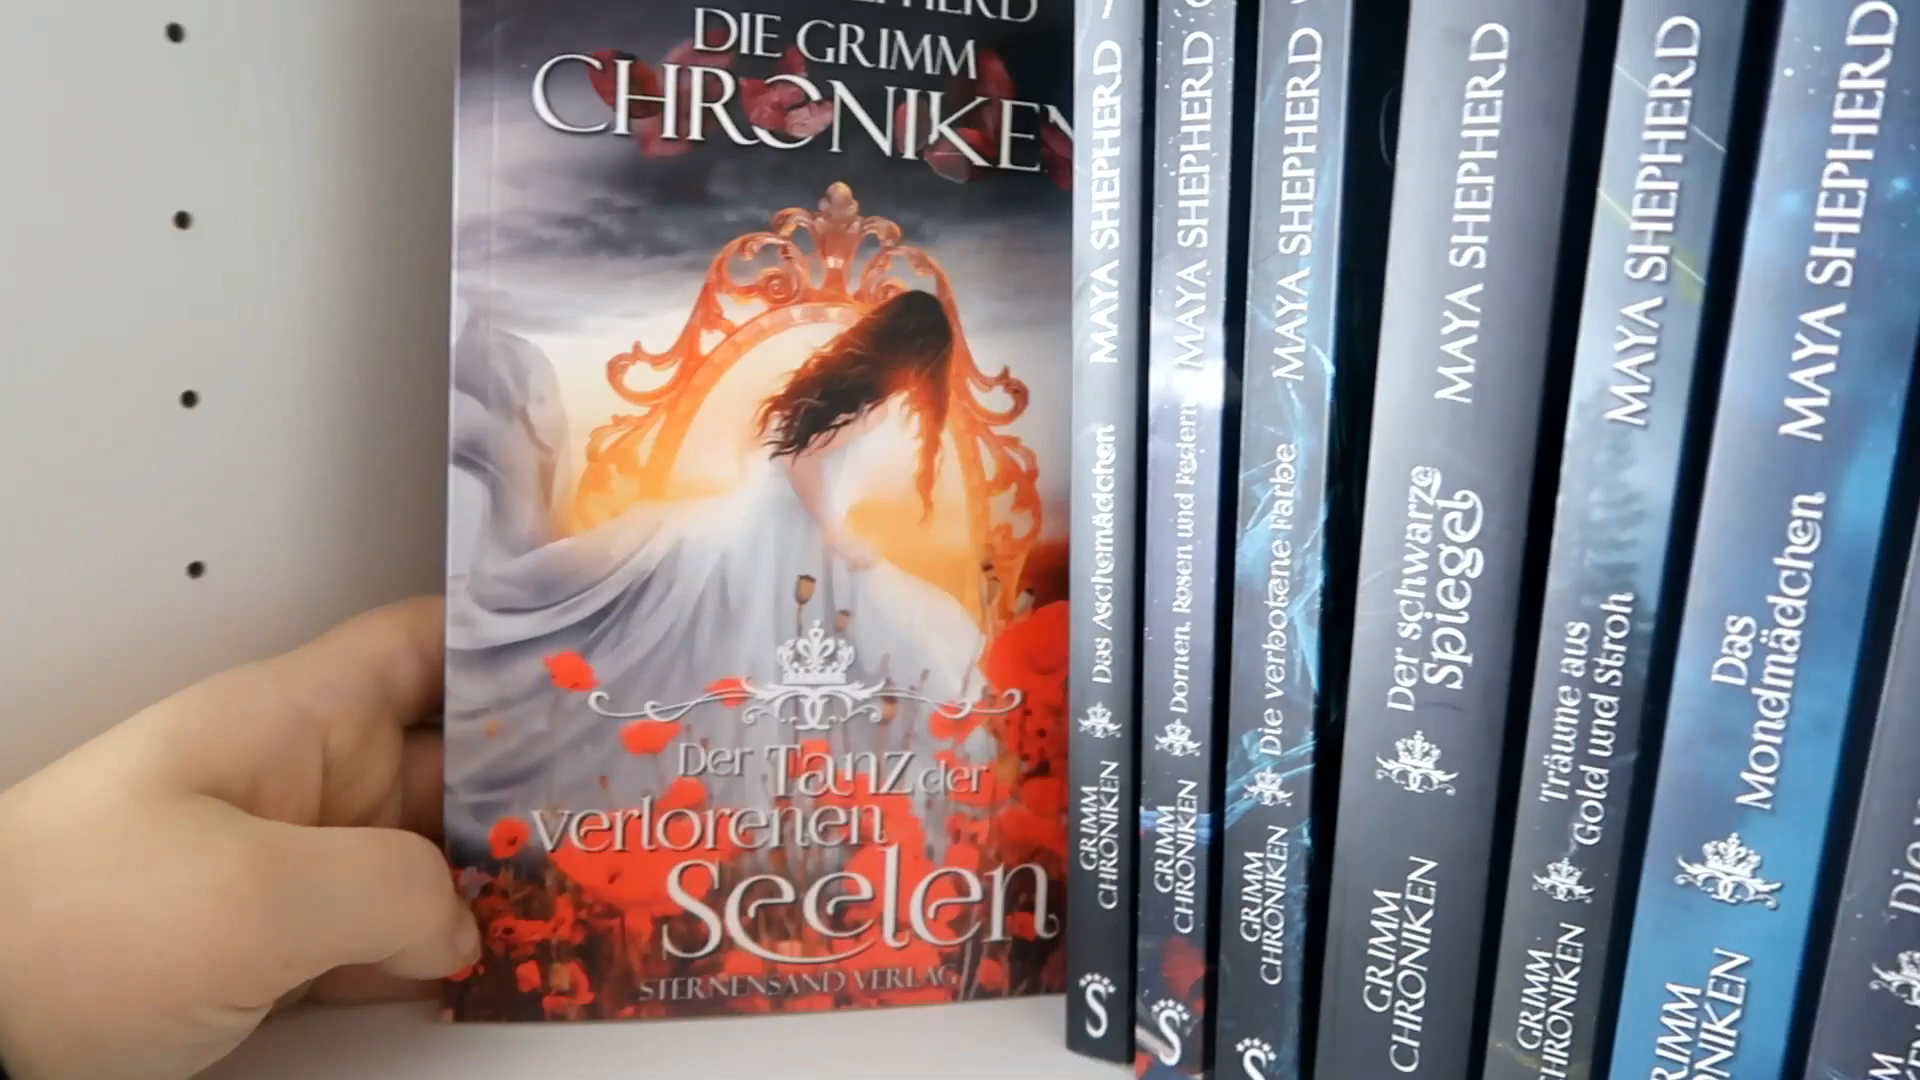 DIE GRIMM
CHRONIKEN
Der Tanz der
verlorenen
Seelen
STERNENSAND VERLAG
GRIMM
CHRONIKEN
Das Aschemädchen
MAYA SHEPHERD
S
GRIMM
CHRONIKEN
Dornen, Rosen und Federn
MAYA SHEPHERD
S
GRIMM
CHRONIKEN
Die verbotene Farbe
MAYA SHEPHERD
S
GRIMM
CHRONIKEN
Der schwarze
Spiegel
MAYA SHEPHERD
GRIMM
CHRONIKEN
Träume aus
Gold und Stroh
MAYA SHEPHERD
GRIMM
CHRONIKEN
Das
Mondmädchen
MAYA SHEPHERD